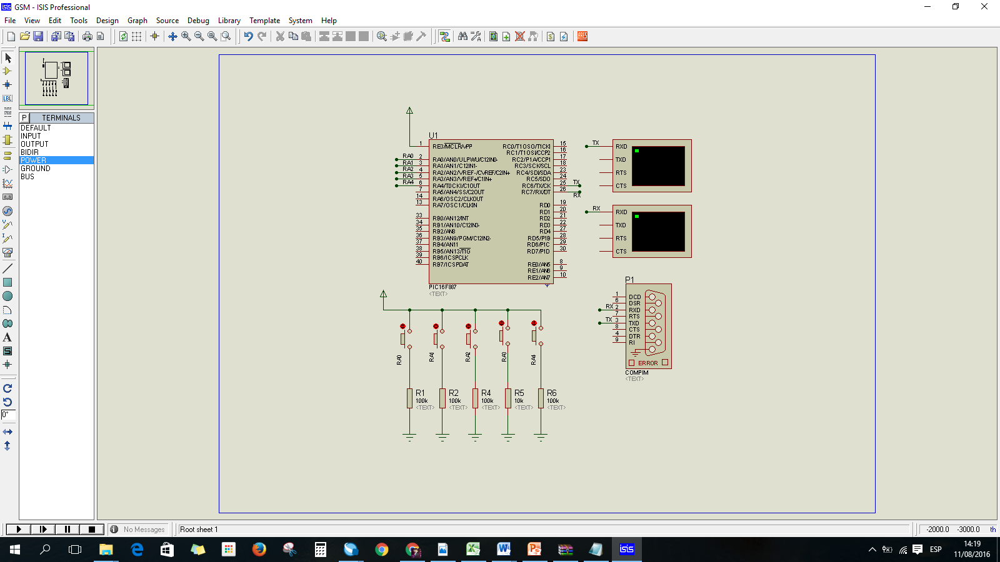 GSM - ISIS Professional
File View Edit Tools Design Graph Source Debug Library Template System Help
P TERMINALS
DEFAULT
INPUT
OUTPUT
BIDIR
POWER
GROUND
BUS
LBL
A
S
0°
ARES
U1
1 RE3/MCLR/VPP
RA0 2 RA0/AN0/ULPWU/C12IN0-
RA1 3 RA1/AN1/C12IN1-
RA2 4 RA2/AN2/VREF-/CVREF/C2IN+
RA3 5 RA3/AN3/VREF+/C1IN+
RA4 6 RA4/T0CKI/C1OUT
7 RA5/AN4/SS/C2OUT
14 RA6/OSC2/CLKOUT
13 RA7/OSC1/CLKIN
33 RB0/AN12/INT
34 RB1/AN10/C12IN3-
35 RB2/AN8
36 RB3/AN9/PGM/C12IN2-
37 RB4/AN11
38 RB5/AN13/T1G
39 RB6/ICSPCLK
40 RB7/ICSPDAT
RC0/T1OSO/T1CKI 15
RC1/T1OSI/CCP2 16
RC2/P1A/CCP1 17
RC3/SCK/SCL 18
RC4/SDI/SDA 23
RC5/SDO 24
RC6/TX/CK 25 TX
RC7/RX/DT 26 RX
RD0 19
RD1 20
RD2 21
RD3 22
RD4 27
RD5/P1B 28
RD6/P1C 29
RD7/P1D 30
RE0/AN5 8
RE1/AN6 9
RE2/AN7 10
PIC16F887
<TEXT>
TX RXD
TXD
RTS
CTS
RX RXD
TXD
RTS
CTS
P1
1 DCD
6 DSR
RX 2 RXD
7 RTS
TX 3 TXD
8 CTS
4 DTR
9 RI
ERROR
COMPIM
<TEXT>
RA0 RA1 RA2 RA3 RA4
R1 R2 R4 R5 R6
100k 100k 100k 10k 100k
<TEXT> <TEXT> <TEXT> <TEXT> <TEXT>
No Messages Root sheet 1 -2000.0 -3000.0 th
ESP
14:19
11/08/2016
isis